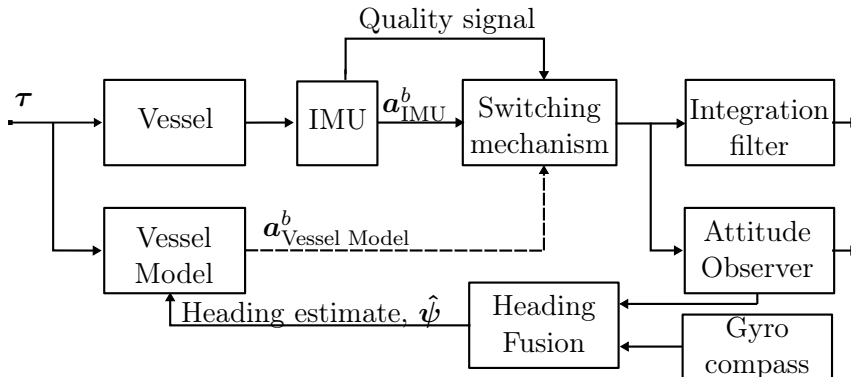 Quality signal
τ
Vessel
IMU
a^b_IMU
Switching
mechanism
Integration
filter
Vessel
Model
a^b_Vessel Model
Attitude
Observer
Heading estimate, ψ̂
Heading
Fusion
Gyro
compass